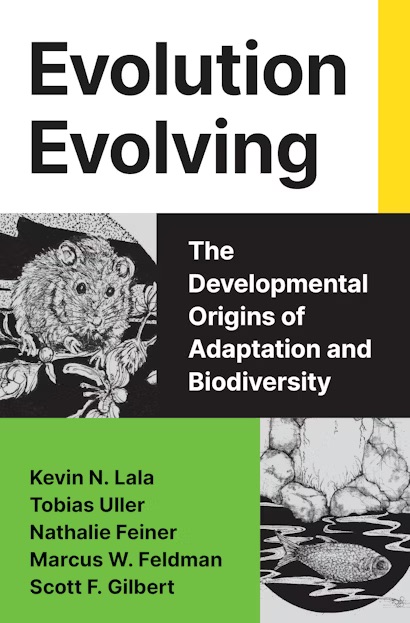 Evolution
Evolving
The
Developmental
Origins of
Adaptation and
Biodiversity
Kevin N. Lala
Tobias Uller
Nathalie Feiner
Marcus W. Feldman
Scott F. Gilbert